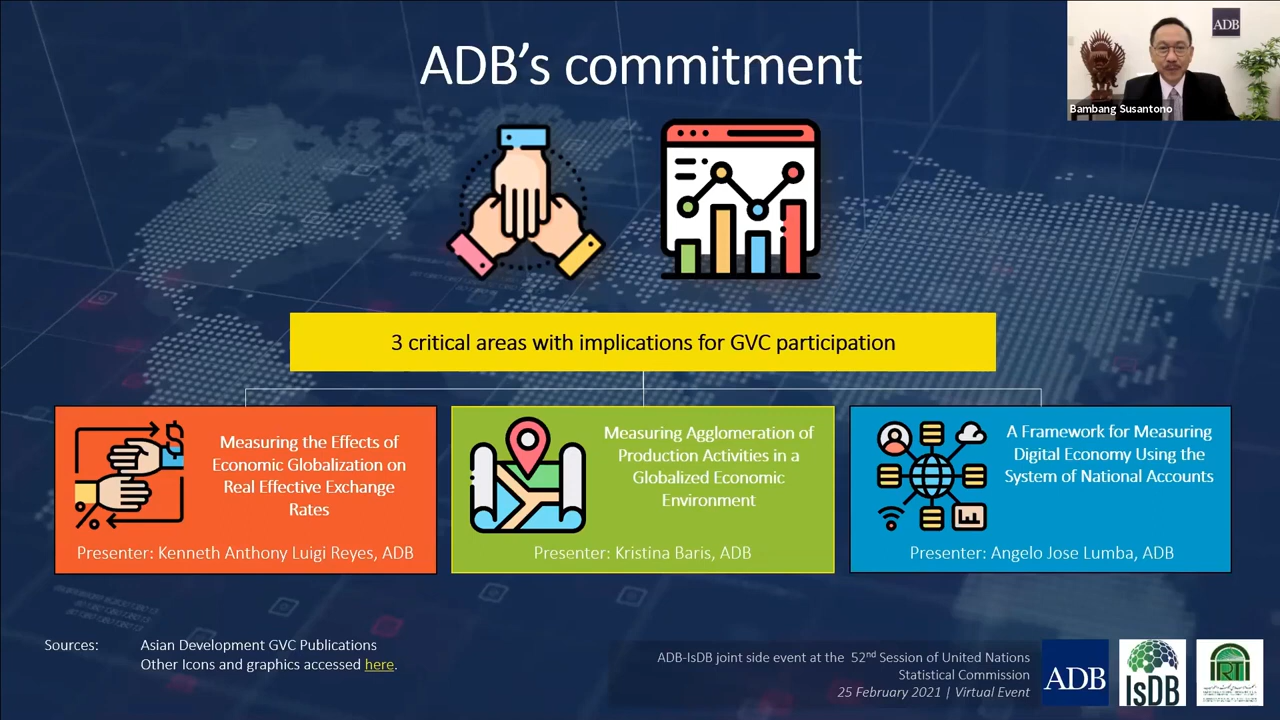 ADB's commitment
ADB
Bambang Susantono
3 critical areas with implications for GVC participation
Measuring the Effects of
Economic Globalization on
Real Effective Exchange
Rates
Presenter: Kenneth Anthony Luigi Reyes, ADB
Measuring Agglomeration of
Production Activities in a
Globalized Economic
Environment
Presenter: Kristina Baris, ADB
A Framework for Measuring
Digital Economy Using the
System of National Accounts
Presenter: Angelo Jose Lumba, ADB
Sources: Asian Development GVC Publications
Other Icons and graphics accessed here.
ADB-IsDB joint side event at the 52nd Session of United Nations
Statistical Commission
25 February 2021 | Virtual Event
ADB
IsDB
IRTI